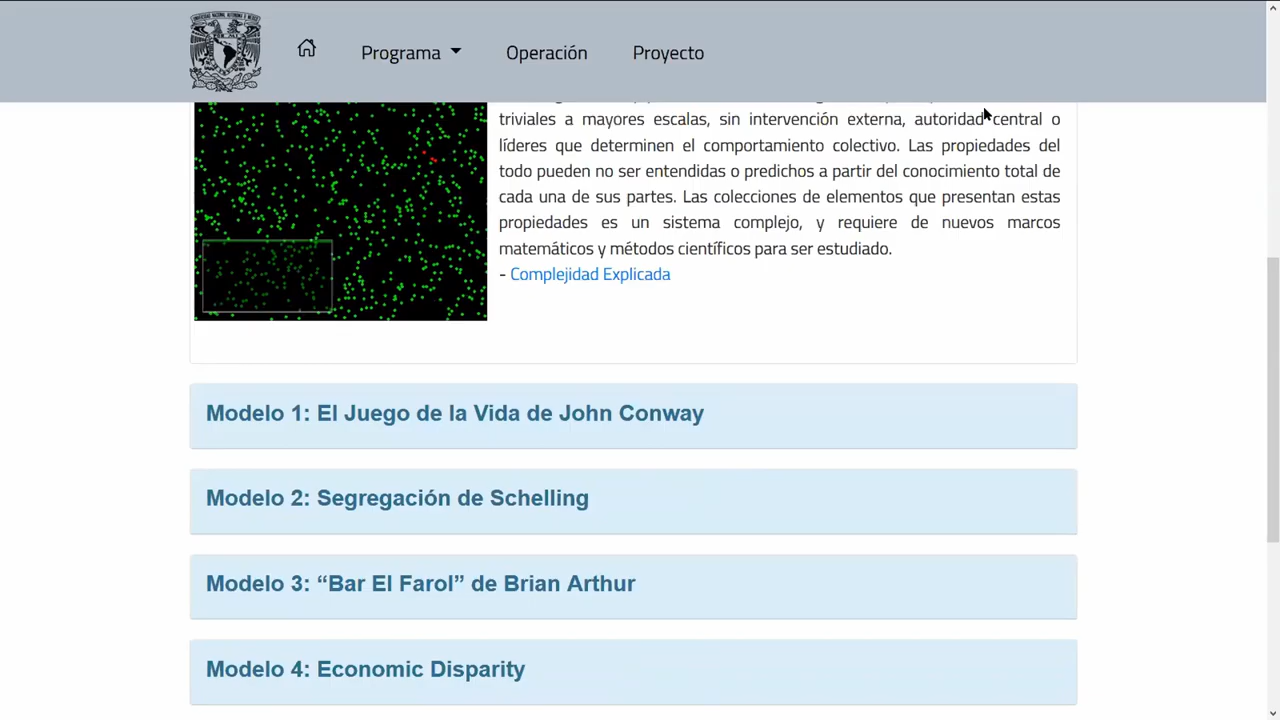 Programa
Operación
Proyecto
triviales a mayores escalas, sin intervención externa, autoridad central o
líderes que determinen el comportamiento colectivo. Las propiedades del
todo pueden no ser entendidas o predichos a partir del conocimiento total de
cada una de sus partes. Las colecciones de elementos que presentan estas
propiedades es un sistema complejo, y requiere de nuevos marcos
matemáticos y métodos científicos para ser estudiado.
- Complejidad Explicada
Modelo 1: El Juego de la Vida de John Conway
Modelo 2: Segregación de Schelling
Modelo 3: “Bar El Farol” de Brian Arthur
Modelo 4: Economic Disparity